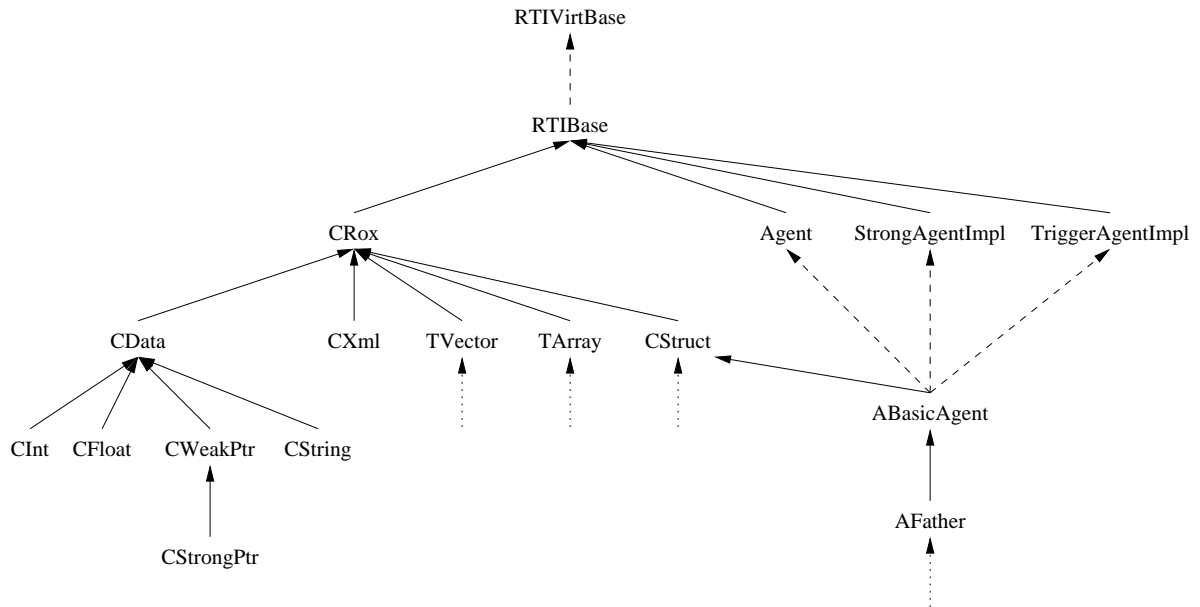 RTIVirtBase
RTIBase
CRox Agent StrongAgentImpl TriggerAgentImpl
CData CXml TVector TArray CStruct
ABasicAgent
CInt CFloat CWeakPtr CString
AFather
CStrongPtr